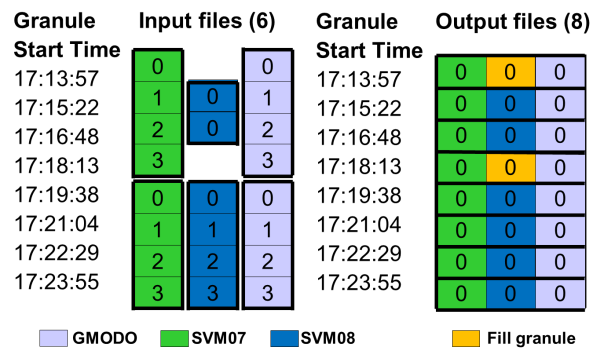 Granule Start Time
Input files (6)
17:13:57 0 0
17:15:22 1 0 1
17:16:48 2 0 2
17:18:13 3 3
17:19:38 0 0 0
17:21:04 1 1 1
17:22:29 2 2 2
17:23:55 3 3 3
Granule Start Time
Output files (8)
17:13:57 0 0 0
17:15:22 0 0 0
17:16:48 0 0 0
17:18:13 0 0 0
17:19:38 0 0 0
17:21:04 0 0 0
17:22:29 0 0 0
17:23:55 0 0 0
GMODO SVM07 SVM08 Fill granule